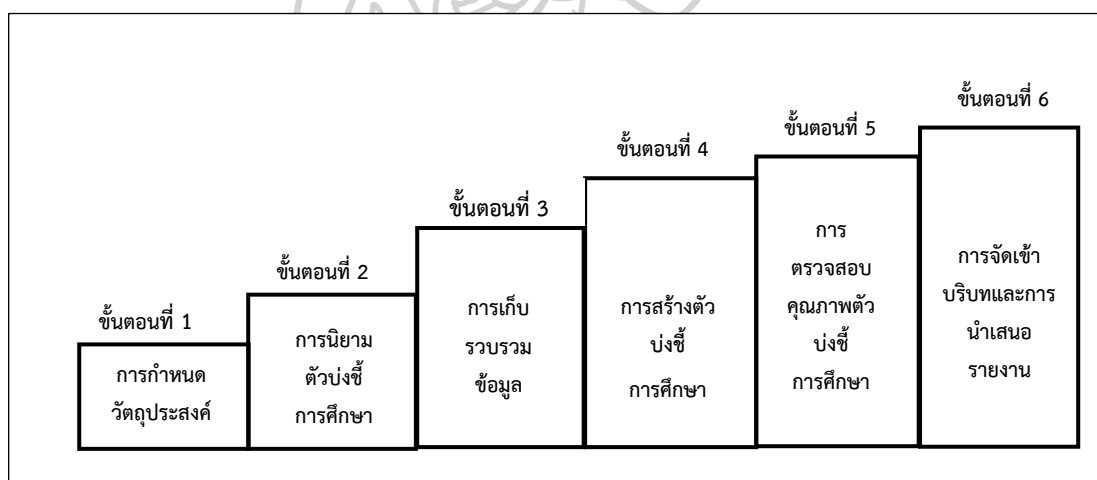 ขั้นตอนที่ 1
การกำหนด
วัตถุประสงค์
ขั้นตอนที่ 2
การนิยาม
ตัวบ่งชี้
การศึกษา
ขั้นตอนที่ 3
การเก็บ
รวบรวม
ข้อมูล
ขั้นตอนที่ 4
การสร้างตัว
บ่งชี้
การศึกษา
ขั้นตอนที่ 5
การ
ตรวจสอบ
คุณภาพตัว
บ่งชี้
การศึกษา
ขั้นตอนที่ 6
การจัดเข้า
บริบทและการ
นำเสนอ
รายงาน